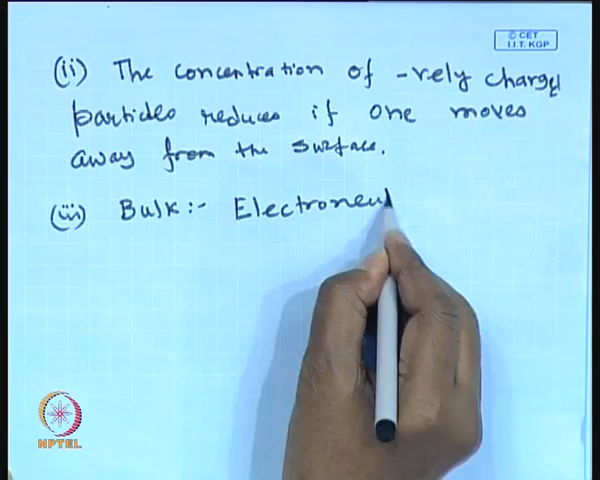 © CET
I.I.T. KGP
(ii) The concentration of -vely charged
particles reduces if one moves
away from the surface.
(iii) Bulk:- Electroneu
NPTEL